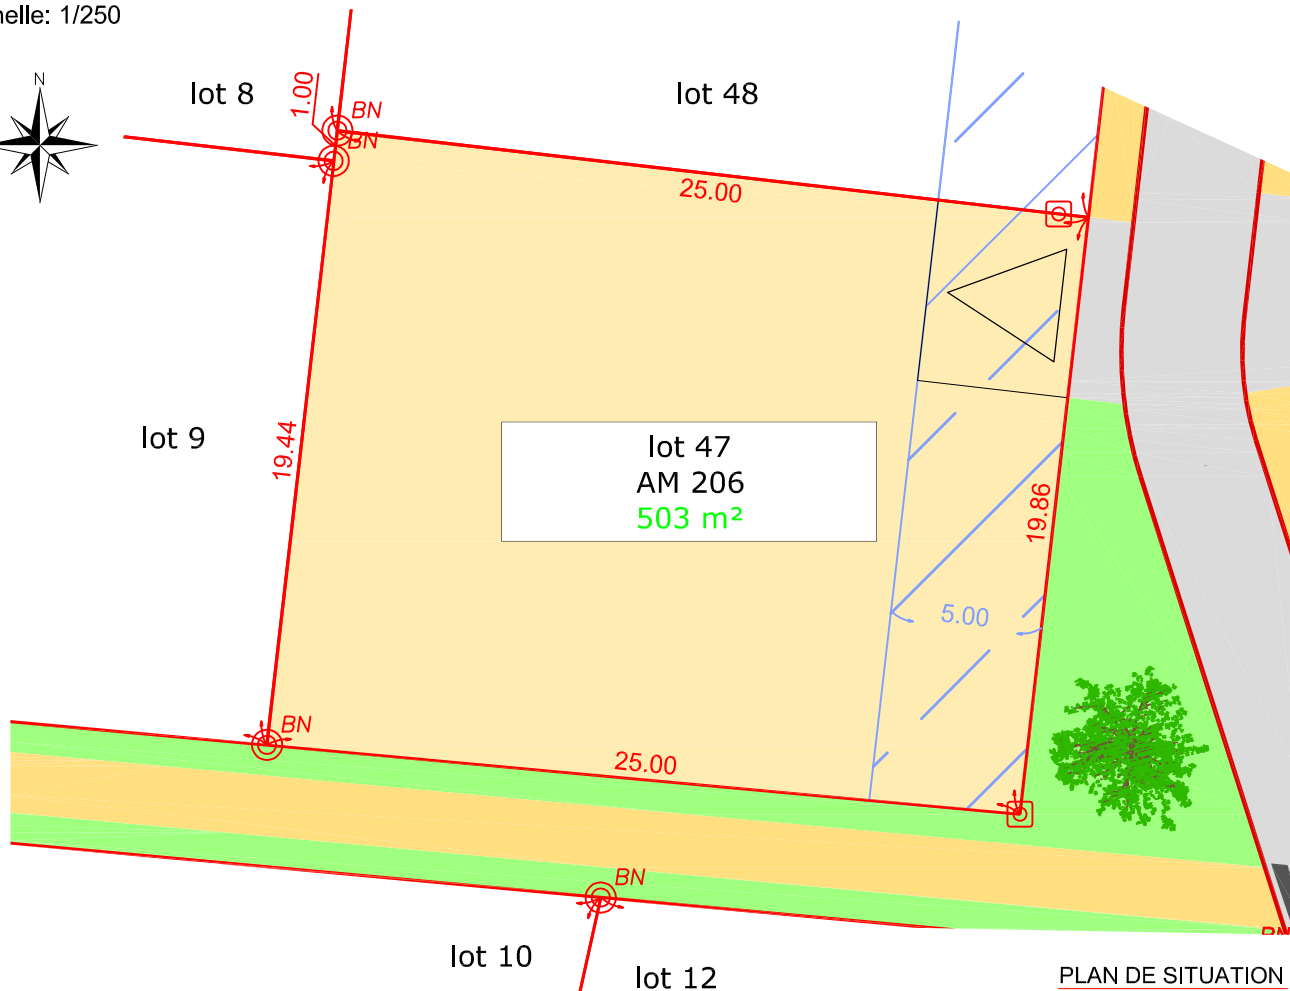 1/250
N
lot 8
1.00
BN
BN
lot 48
25.00
lot 9
19.44
lot 47
AM 206
503 m²
19.86
5.00
BN
25.00
BN
BN
lot 10
lot 12
PLAN DE SITUATION